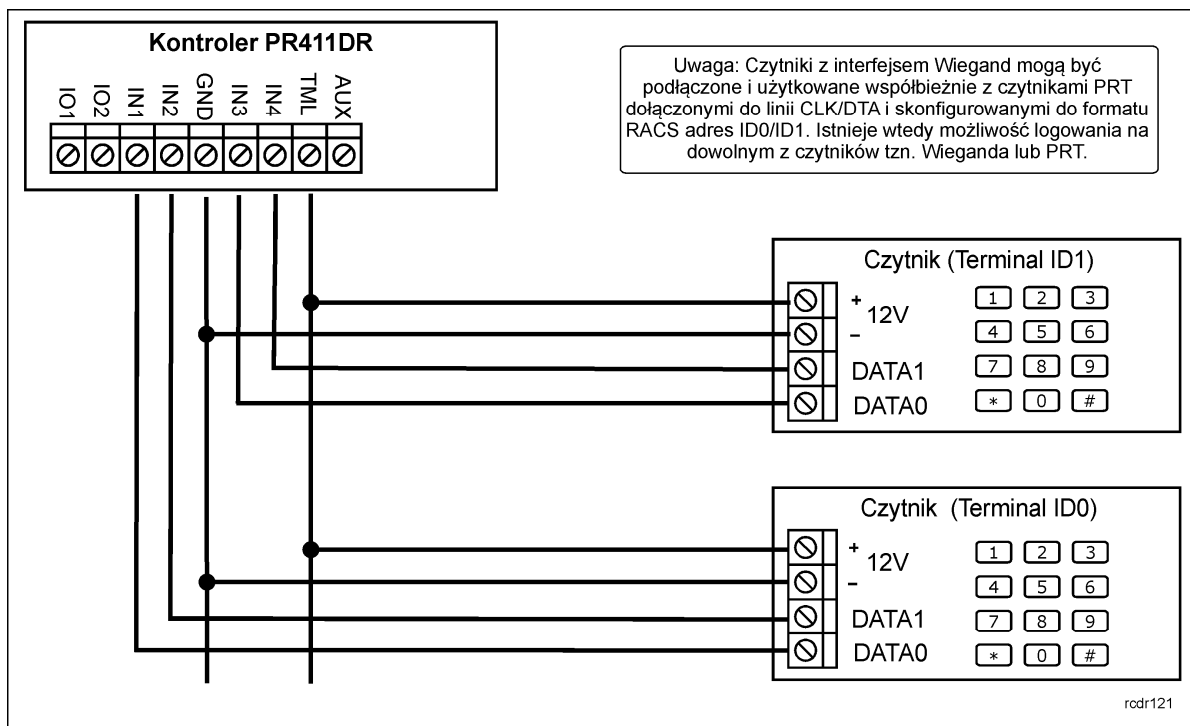 Kontroler PR411DR
IO1 IO2 IN1 IN2 GND IN3 IN4 TML AUX
Uwaga: Czytniki z interfejsem Wiegand mogą być
podłączone i użytkowane współbieżnie z czytnikami PRT
dołączonymi do linii CLK/DTA i skonfigurowanymi do formatu
RACS adres ID0/ID1. Istnieje wtedy możliwość logowania na
dowolnym z czytników tzn. Wieganda lub PRT.
Czytnik (Terminal ID1)
+
12V
–
DATA1
DATA0
1 2 3
4 5 6
7 8 9
* 0 #
Czytnik (Terminal ID0)
+
12V
–
DATA1
DATA0
1 2 3
4 5 6
7 8 9
* 0 #
rcdr121